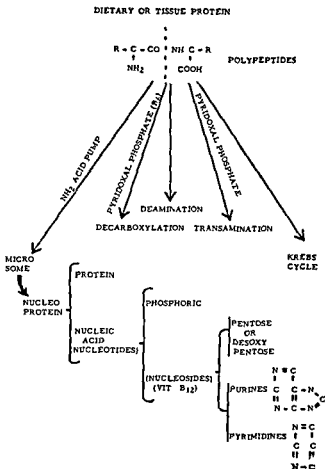 DIETARY OR TISSUE PROTEIN
R – C – CO NH C – R
NH2 COOH
POLYPEPTIDES
NH2 ACID PUMP
PYRIDOXAL PHOSPHATE (B6)
PYRIDOXAL PHOSPHATE
DEAMINATION
DECARBOXYLATION TRANSAMINATION
MICRO
SOME
KREBS
CYCLE
NUCLEO
PROTEIN
PROTEIN
NUCLEIC
ACID
(NUCLEOTIDES)
PHOSPHORIC
(NUCLEOSIDES)
(VIT B12)
PENTOSE
OR
DESOXY
PENTOSE
PURINES
PYRIMIDINES